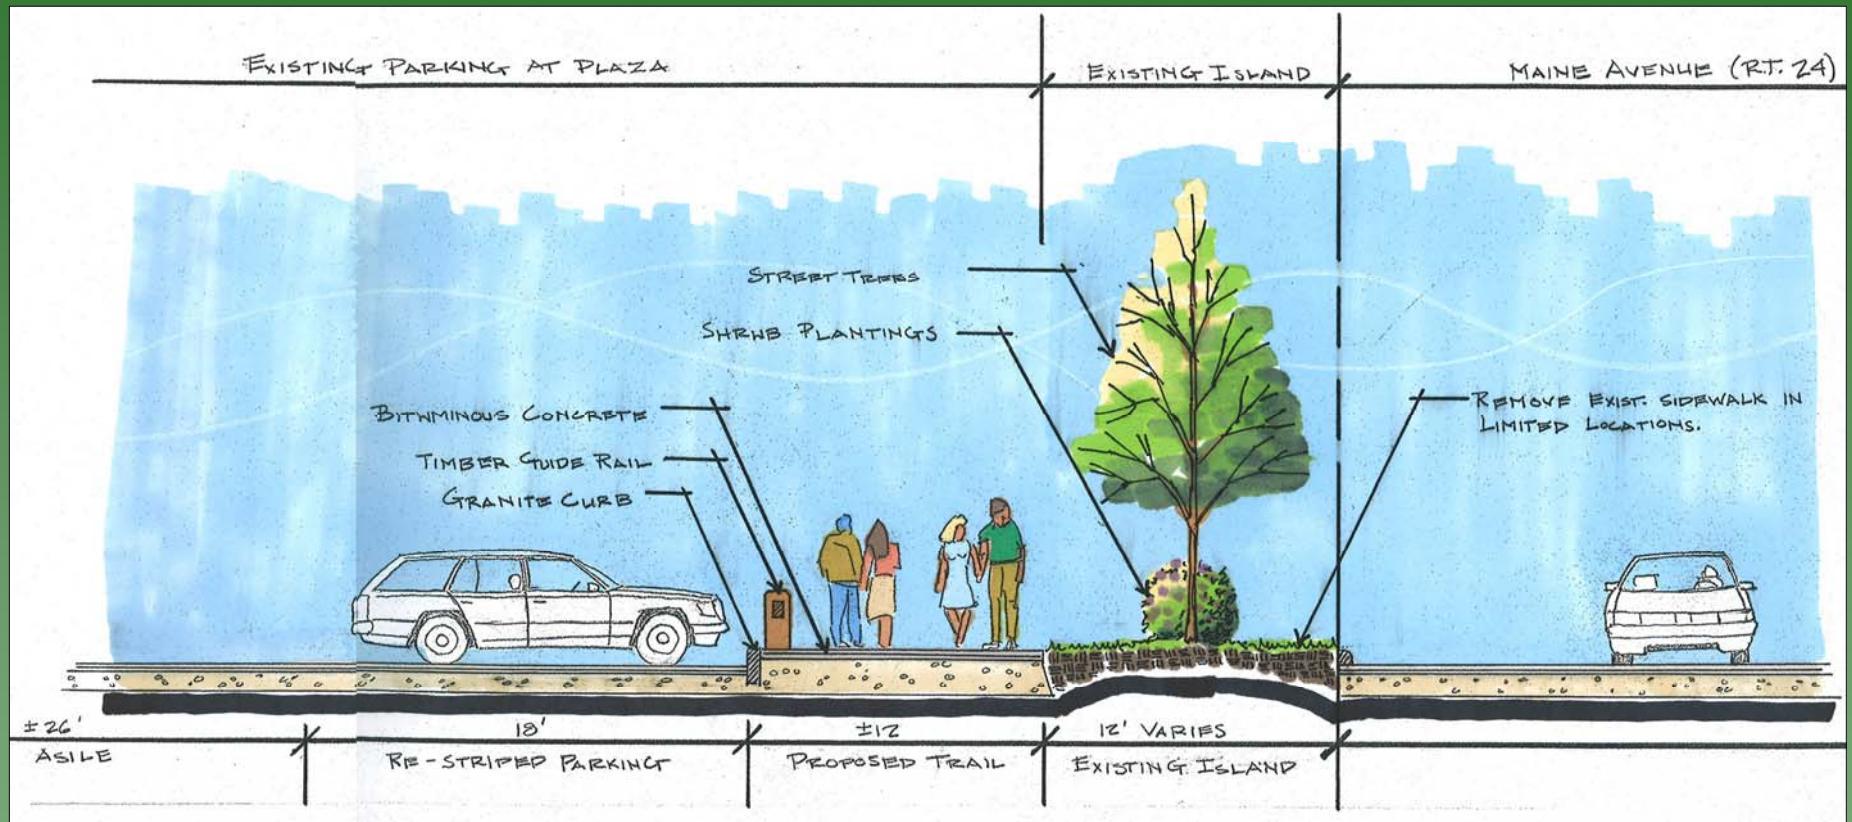 EXISTING PARKING AT PLAZA
EXISTING ISLAND
MAINE AVENUE (RT. 24)
STREET TREES
SHRUB PLANTINGS
BITUMINOUS CONCRETE
TIMBER GUIDE RAIL
GRANITE CURB
REMOVE EXIST. SIDEWALK IN
LIMITED LOCATIONS.
±26'
18'
±12
12' VARIES
ASILE
RE-STRIPED PARKING
PROPOSED TRAIL
EXISTING ISLAND